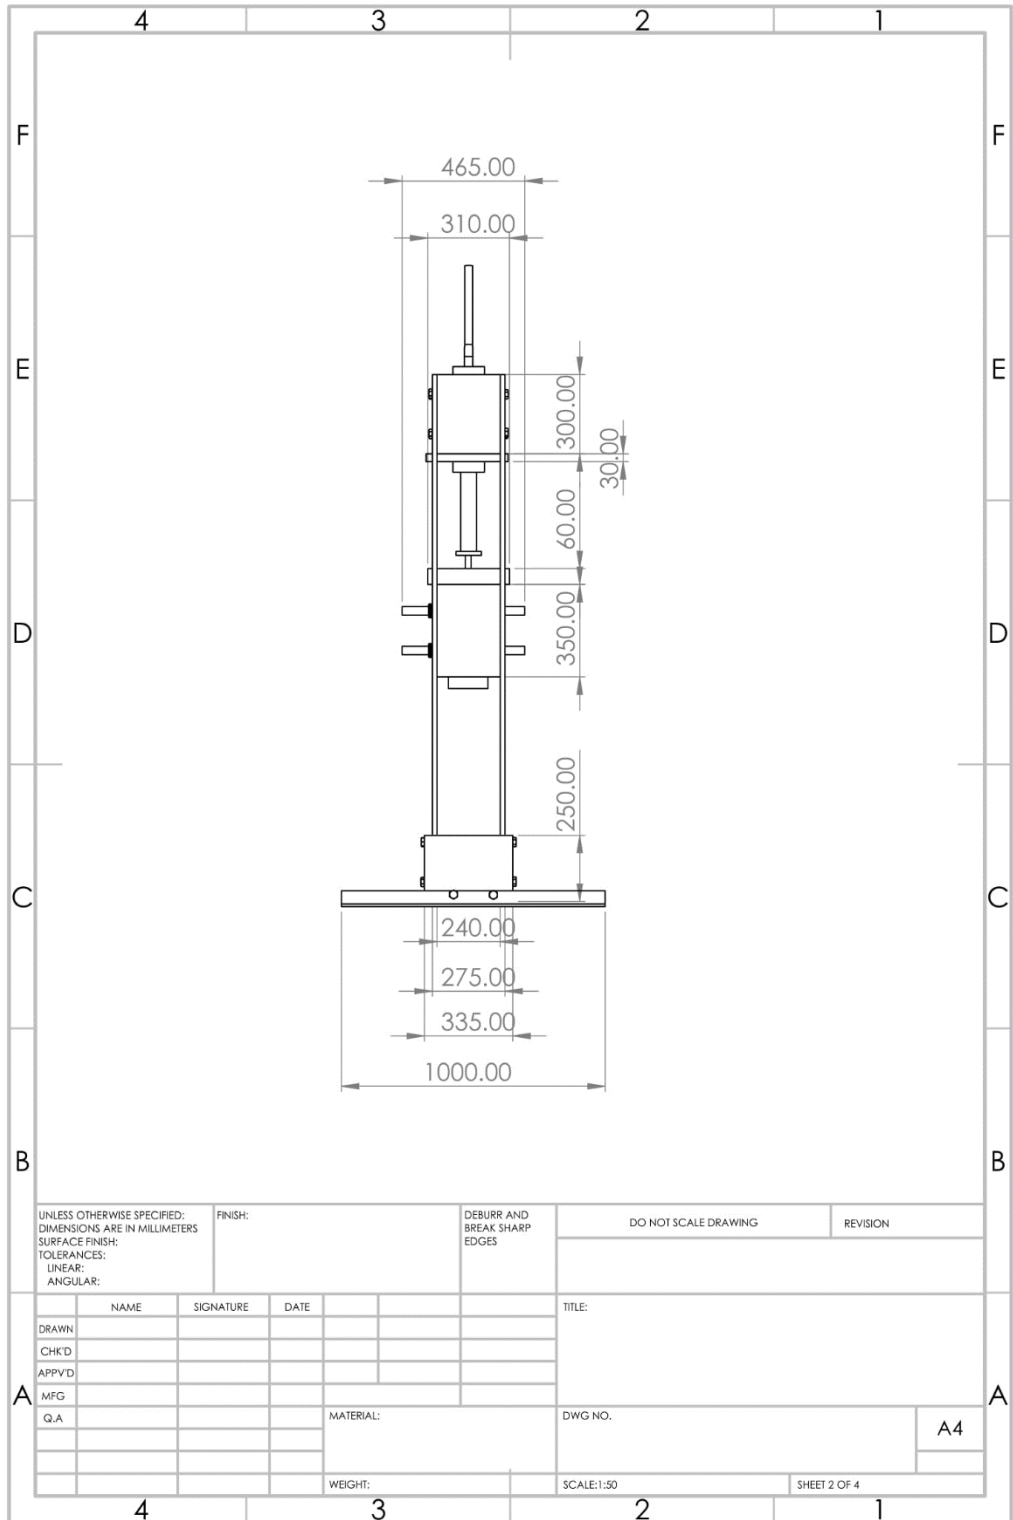 4 3 2 1
F F
465.00
310.00
E E
300.00
30.00
60.00
D D
350.00
250.00
C C
240.00
275.00
335.00
1000.00
B B
UNLESS OTHERWISE SPECIFIED:
DIMENSIONS ARE IN MILLIMETERS
SURFACE FINISH:
TOLERANCES:
LINEAR:
ANGULAR:
FINISH:
DEBURR AND
BREAK SHARP
EDGES
DO NOT SCALE DRAWING
REVISION
NAME SIGNATURE DATE
TITLE:
DRAWN
CHK'D
APPV'D
MFG
A A
Q.A
MATERIAL:
DWG NO.
A4
WEIGHT:
SCALE:1:50
SHEET 2 OF 4
4 3 2 1